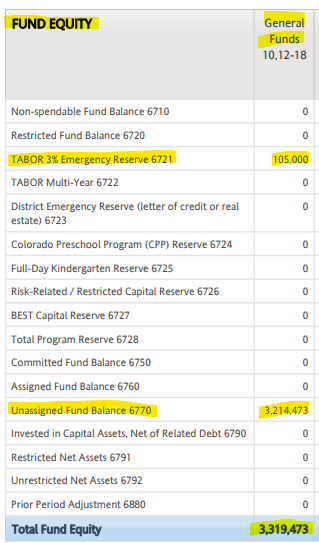 FUND EQUITY General
Funds
10,12-18
Non-spendable Fund Balance 6710 0
Restricted Fund Balance 6720 0
TABOR 3% Emergency Reserve 6721 105,000
TABOR Multi-Year 6722 0
District Emergency Reserve (letter of credit or real 0
estate) 6723
Colorado Preschool Program (CPP) Reserve 6724 0
Full-Day Kindergarten Reserve 6725 0
Risk-Related / Restricted Capital Reserve 6726 0
BEST Capital Reserve 6727 0
Total Program Reserve 6728 0
Committed Fund Balance 6750 0
Assigned Fund Balance 6760 0
Unassigned Fund Balance 6770 3,214,473
Invested in Capital Assets, Net of Related Debt 6790 0
Restricted Net Assets 6791 0
Unrestricted Net Assets 6792 0
Prior Period Adjustment 6880 0
Total Fund Equity 3,319,473